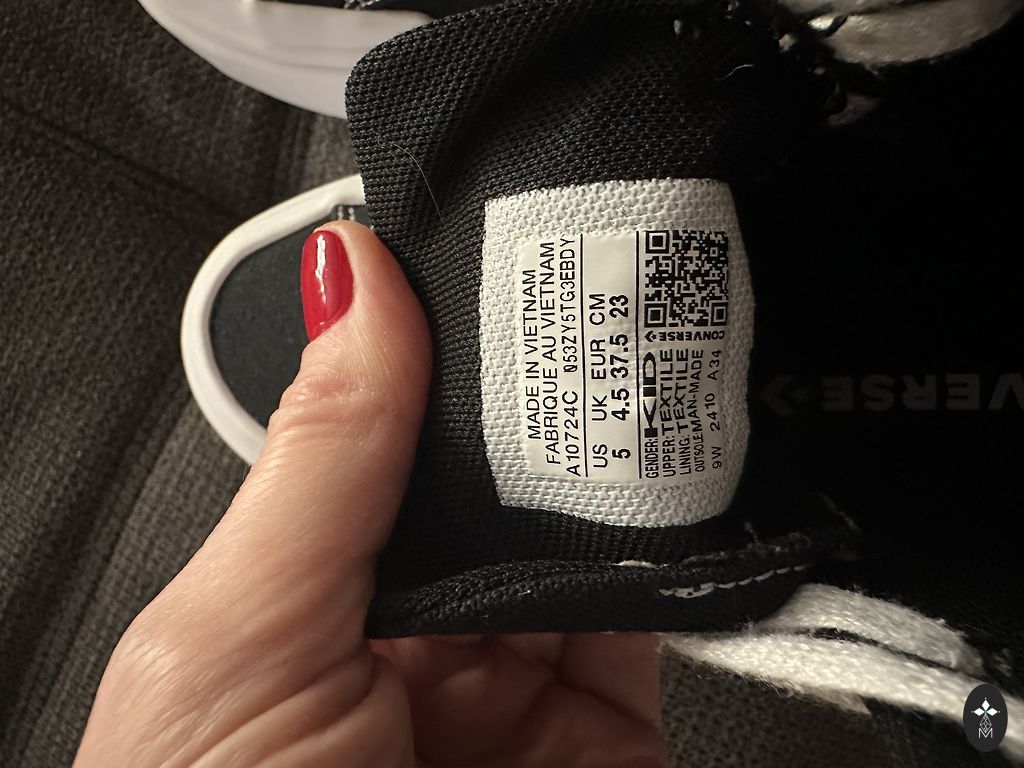 MADE IN VIETNAM
FABRIQUE AU VIETNAM
A10724C N53ZY5TG3EBDY
US UK EUR CM
5 4.5 37.5 23
GENDER: KID
UPPER: TEXTILE
LINING: TEXTILE
OUTSOLE: MAN-MADE
9W 2410 A34
CONVERSE
VERSE
M